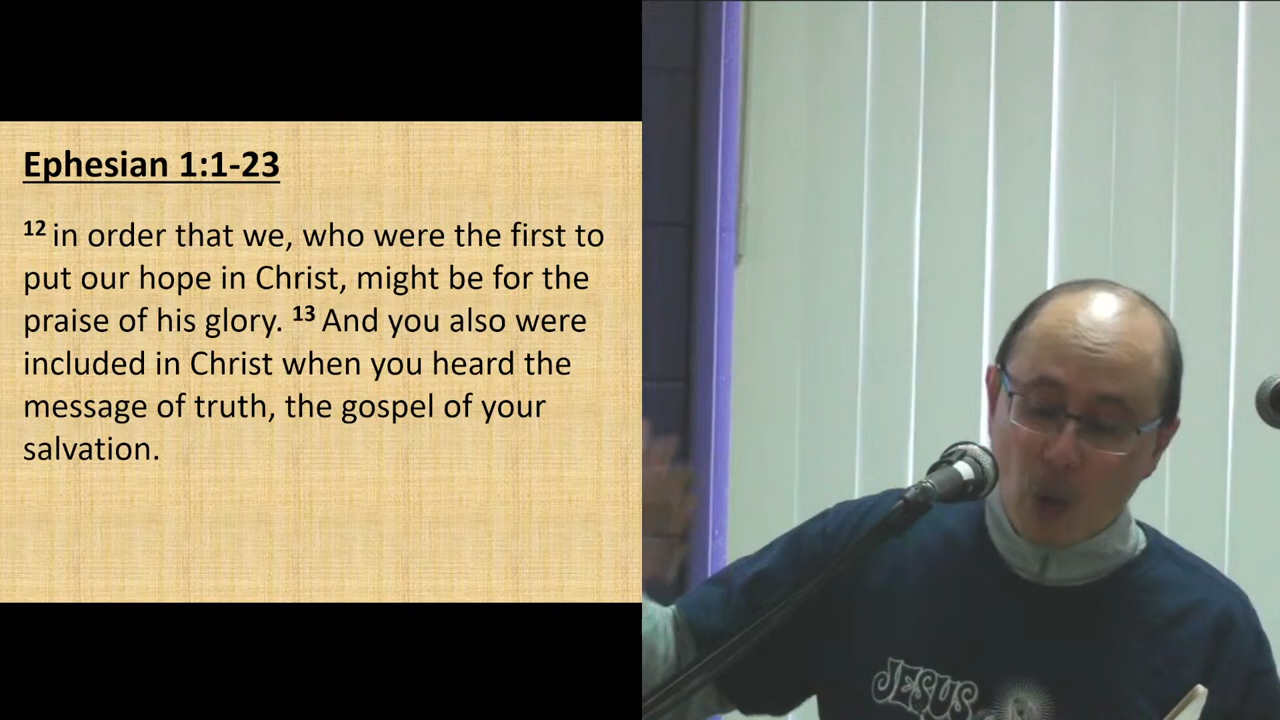 Ephesian 1:1-23
12 in order that we, who were the first to
put our hope in Christ, might be for the
praise of his glory. 13 And you also were
included in Christ when you heard the
message of truth, the gospel of your
salvation.
JESUS